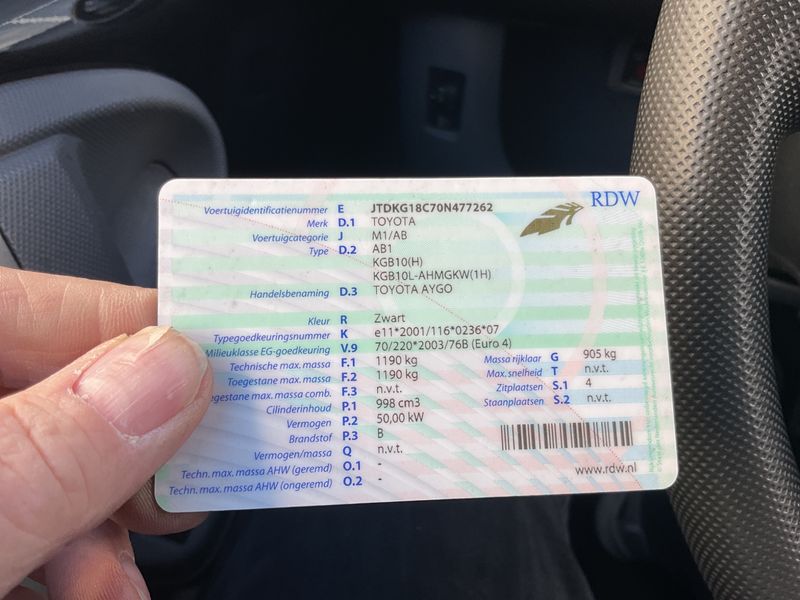 RDW
Voertuigidentificatienummer E JTDKG18C70N477262
Merk D.1 TOYOTA
Voertuigcategorie J M1/AB
Type D.2 AB1
KGB10(H)
KGB10L-AHMGKW(1H)
Handelsbenaming D.3 TOYOTA AYGO
Kleur R Zwart
Typegoedkeuringsnummer K e11*2001/116*0236*07
Milieuklasse EG-goedkeuring V.9 70/220*2003/76B (Euro 4)
Technische max. massa F.1 1190 kg
Toegestane max. massa F.2 1190 kg
egestane max. massa comb. F.3 n.v.t.
Cilinderinhoud P.1 998 cm3
Vermogen P.2 50,00 kW
Brandstof P.3 B
Vermogen/massa Q n.v.t.
Techn. max. massa AHW (geremd) O.1 -
Techn. max. massa AHW (ongeremd) O.2 -
Massa rijklaar G 905 kg
Max. snelheid T n.v.t.
Zitplaatsen S.1 4
Staanplaatsen S.2 n.v.t.
www.rdw.nl